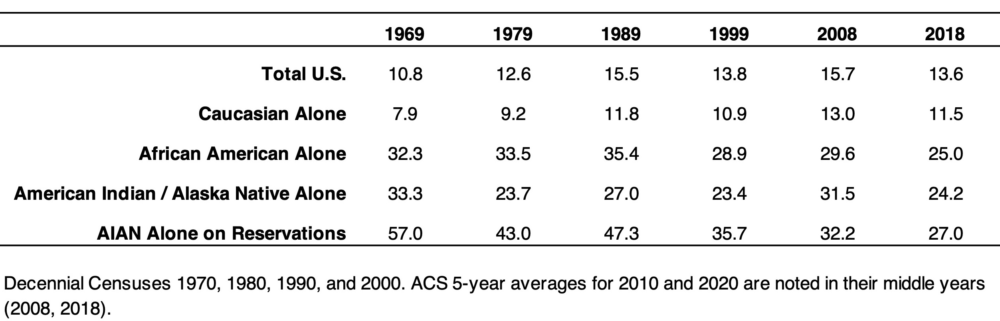 1969 1979 1989 1999 2008 2018
Total U.S. 10.8 12.6 15.5 13.8 15.7 13.6
Caucasian Alone 7.9 9.2 11.8 10.9 13.0 11.5
African American Alone 32.3 33.5 35.4 28.9 29.6 25.0
American Indian / Alaska Native Alone 33.3 23.7 27.0 23.4 31.5 24.2
AIAN Alone on Reservations 57.0 43.0 47.3 35.7 32.2 27.0
Decennial Censuses 1970, 1980, 1990, and 2000. ACS 5-year averages for 2010 and 2020 are noted in their middle years
(2008, 2018).